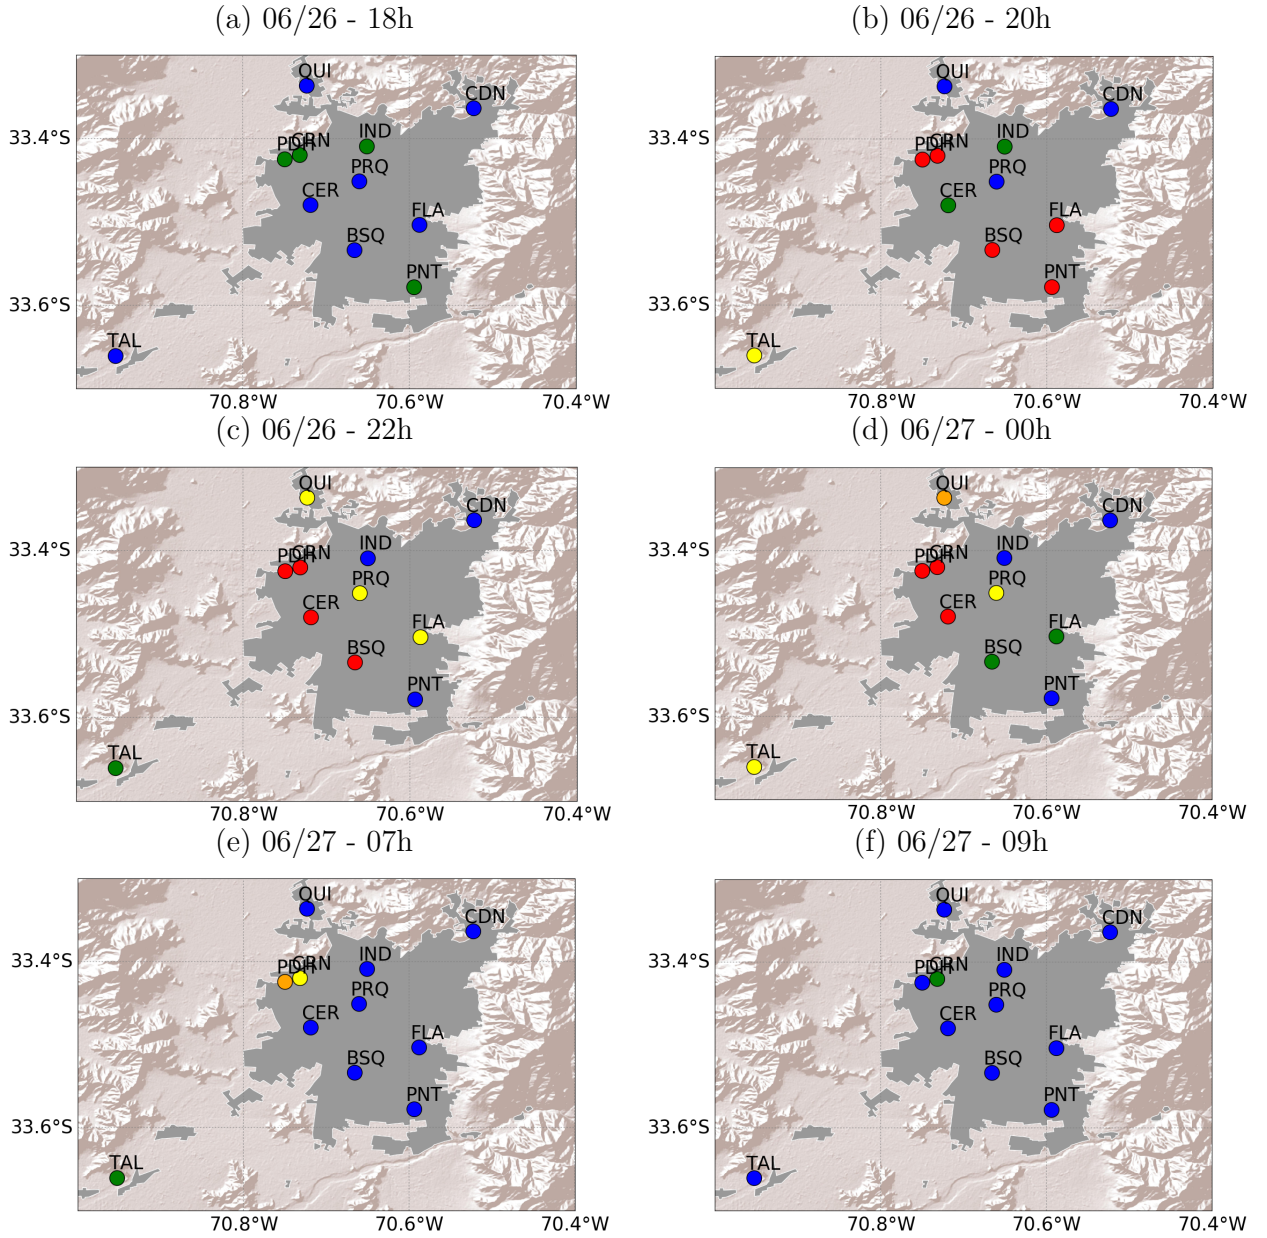 (a) 06/26 - 18h
QUI
CDN
33.4°S
PDH
CRN
IND
PRQ
CER
FLA
BSQ
PNT
33.6°S
TAL
70.8°W
70.6°W
70.4°W
(b) 06/26 - 20h
QUI
CDN
33.4°S
PDH
CRN
IND
PRQ
CER
FLA
BSQ
PNT
33.6°S
TAL
70.8°W
70.6°W
70.4°W
(c) 06/26 - 22h
QUI
CDN
33.4°S
PDH
CRN
IND
PRQ
CER
FLA
BSQ
PNT
33.6°S
TAL
70.8°W
70.6°W
70.4°W
(d) 06/27 - 00h
QUI
CDN
33.4°S
PDH
CRN
IND
PRQ
CER
FLA
BSQ
PNT
33.6°S
TAL
70.8°W
70.6°W
70.4°W
(e) 06/27 - 07h
QUI
CDN
33.4°S
PDH
CRN
IND
PRQ
CER
FLA
BSQ
PNT
33.6°S
TAL
70.8°W
70.6°W
70.4°W
(f) 06/27 - 09h
QUI
CDN
33.4°S
PDH
CRN
IND
PRQ
CER
FLA
BSQ
PNT
33.6°S
TAL
70.8°W
70.6°W
70.4°W